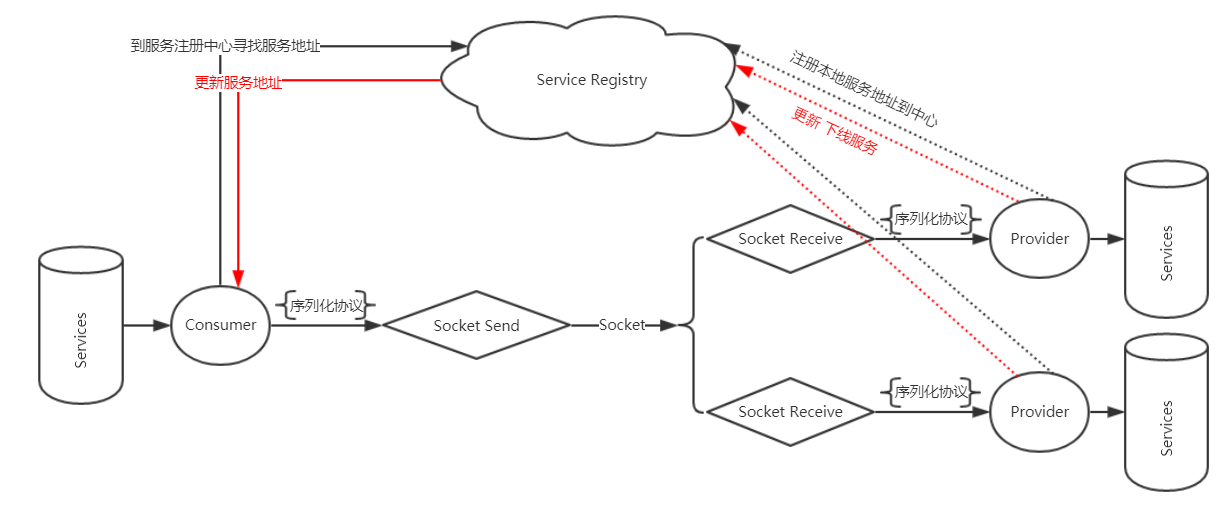 到服务注册中心寻找服务地址
更新服务地址
Service Registry
注册本地服务地址到中心
更新 下线服务
Services
Consumer
序列化协议
Socket Send
Socket
Socket Receive
序列化协议
Provider
Services
Socket Receive
序列化协议
Provider
Services